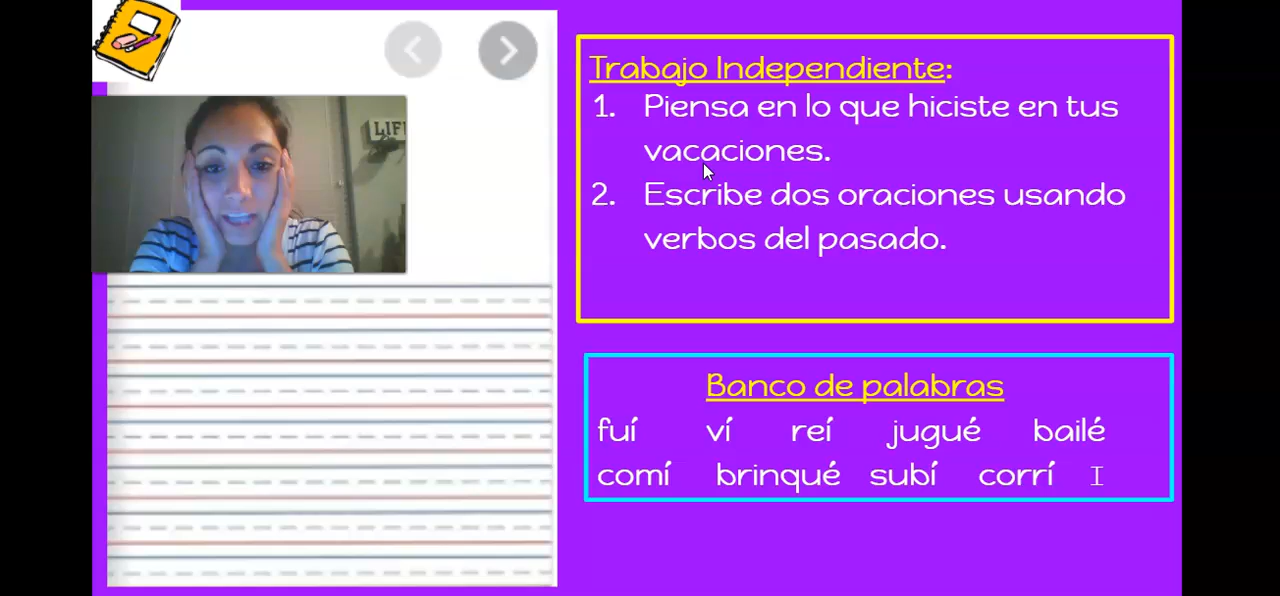 LIF
Trabajo Independiente:
1. Piensa en lo que hiciste en tus
vacaciones.
2. Escribe dos oraciones usando
verbos del pasado.
Banco de palabras
fuí ví reí jugué bailé
comí brinqué subí corrí